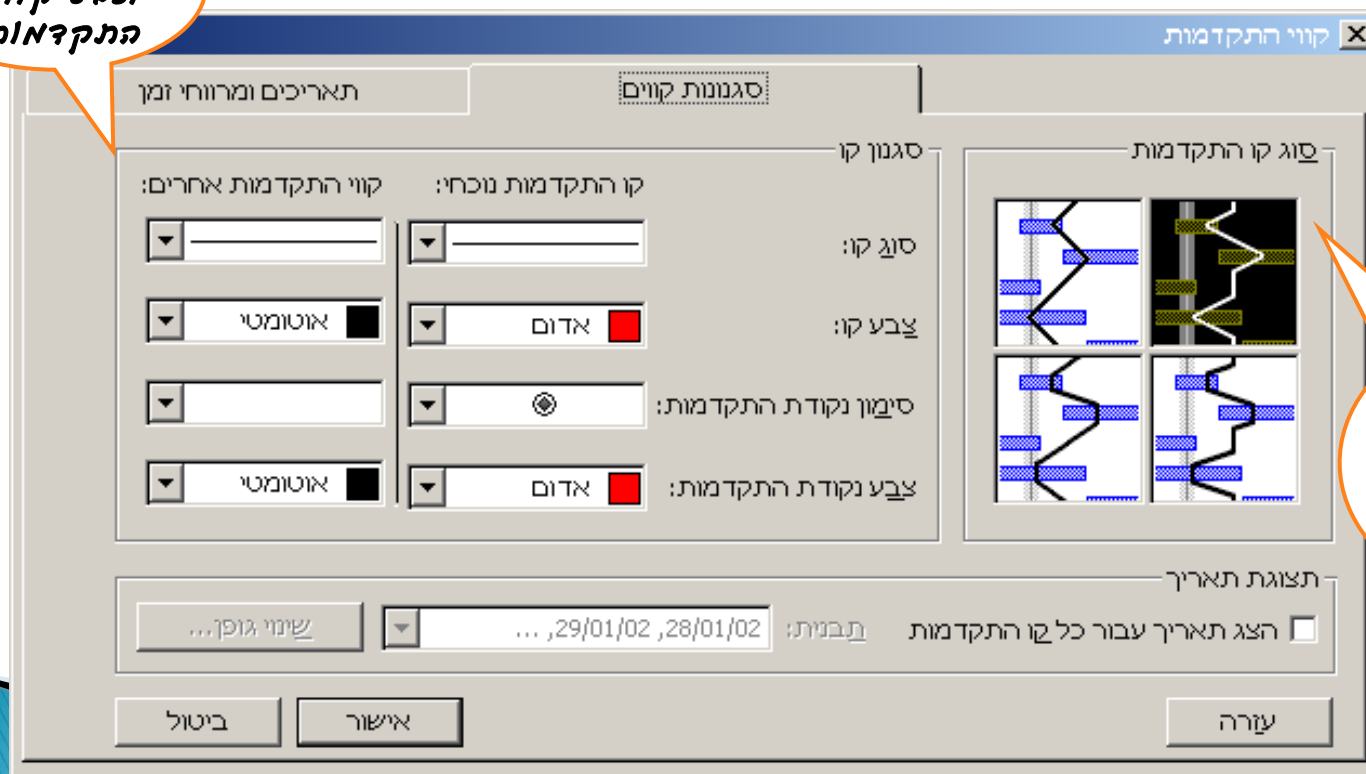 התקדמות
קווי התקדמות
סגנונות קווים
תאריכים ומרווחי זמן
סוג קו התקדמות
סגנון קו
קו התקדמות נוכחי:
קווי התקדמות אחרים:
סוג קו:
צבע קו:
אדום
אוטומטי
סימון נקודת התקדמות:
צבע נקודת התקדמות:
אדום
אוטומטי
תצוגת תאריך
הצג תאריך עבור כל קו התקדמות
תבנית:
28/01/02, 29/01/02, ...
שינוי גופן...
עזרה
אישור
ביטול